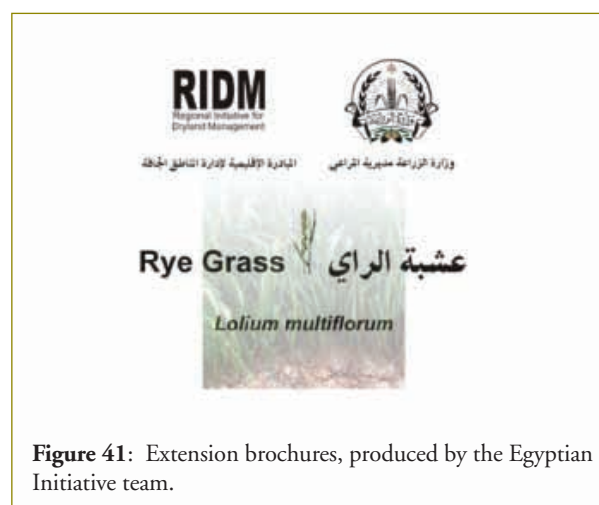 RIDM
Regional Initiative for
Dryland Management
المبادرة الإقليمية لإدارة المناطق الجافة
وزارة الزراعة مديرية المراعي
Rye Grass عشبة الراي
Lolium multiflorum
Figure 41: Extension brochures, produced by the Egyptian
Initiative team.